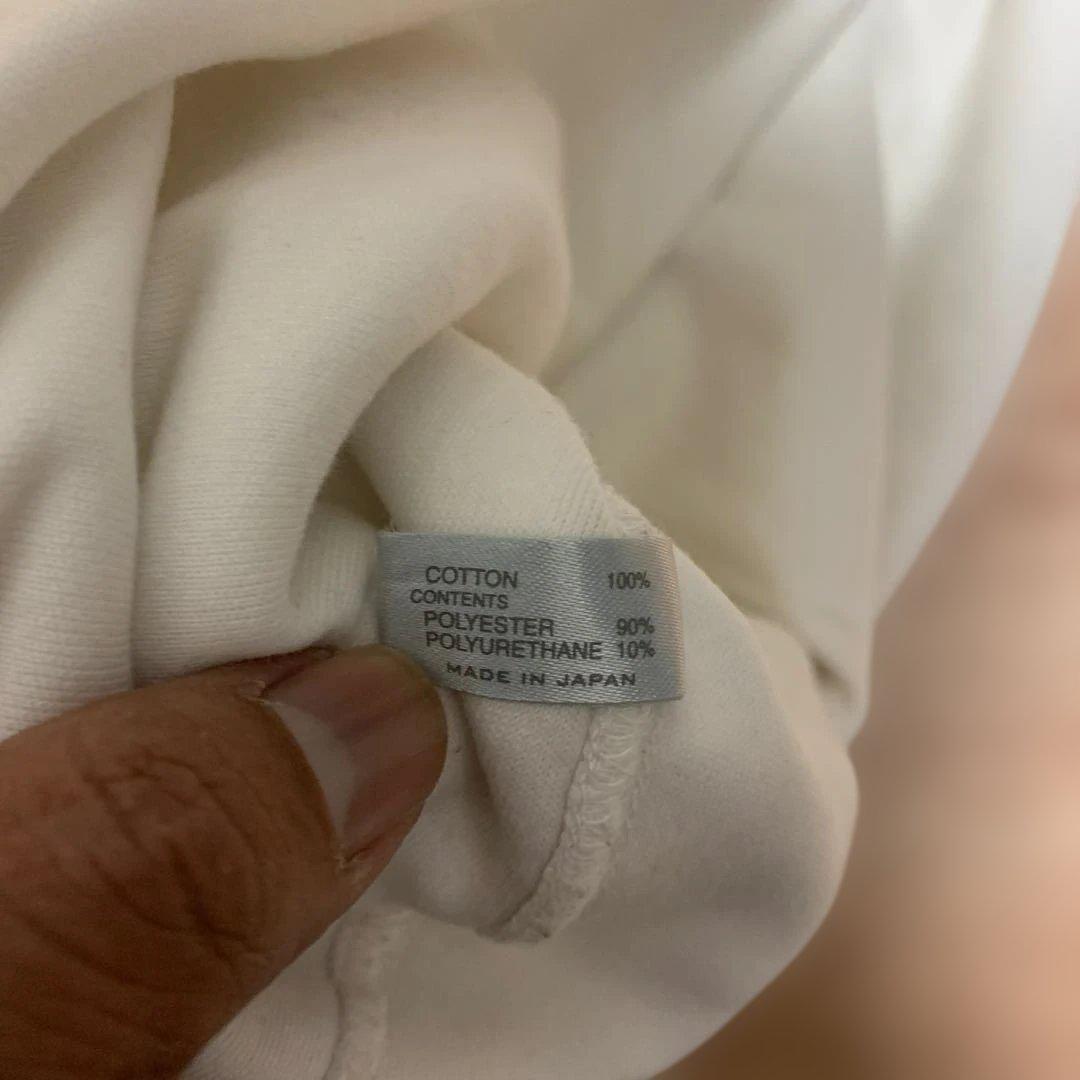 COTTON 100%
CONTENTS
POLYESTER 90%
POLYURETHANE 10%
MADE IN JAPAN